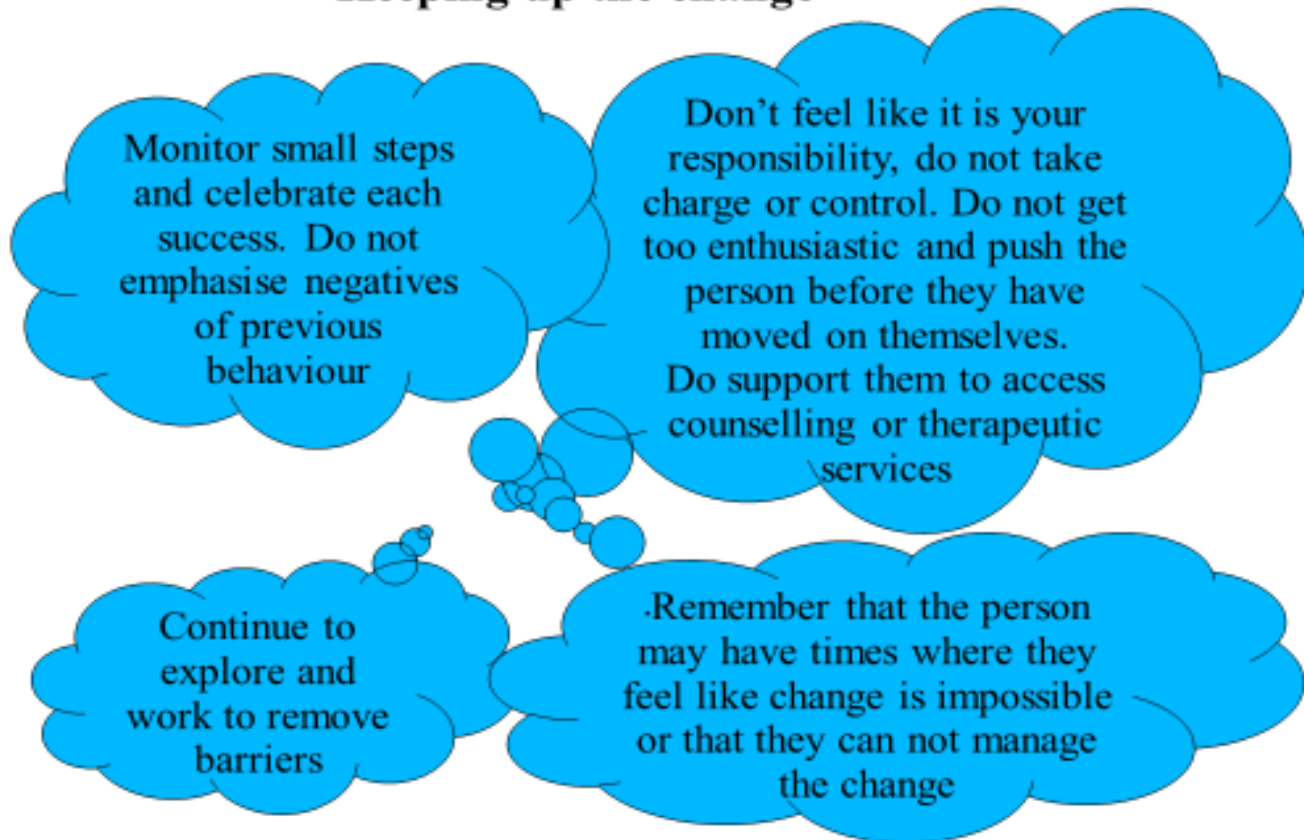 Keeping up the change
Monitor small steps
and celebrate each
success. Do not
emphasise negatives
of previous
behaviour
Don't feel like it is your
responsibility, do not take
charge or control. Do not get
too enthusiastic and push the
person before they have
moved on themselves.
Do support them to access
counselling or therapeutic
services
Continue to
explore and
work to remove
barriers
.Remember that the person
may have times where they
feel like change is impossible
or that they can not manage
the change